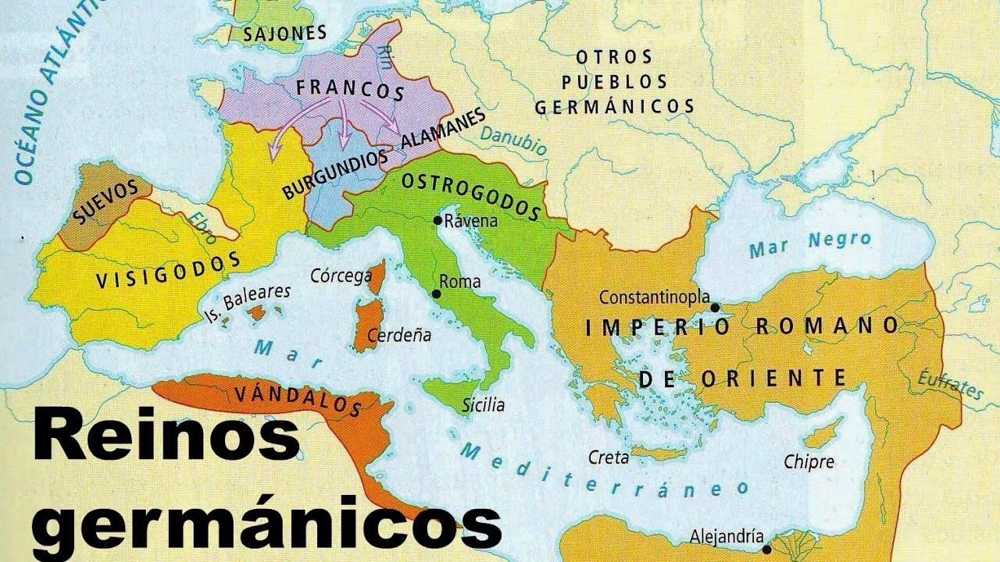 OCÉANO ATLÁNTICO
SAJONES
Rin
FRANCOS
OTROS
PUEBLOS
GERMÁNICOS
ALAMANES
Danubio
BURGUNDIOS
SUEVOS
OSTROGODOS
Ebro
Rávena
Mar Negro
VISIGODOS
Córcega
Roma
Is. Baleares
Constantinopla
IMPERIO ROMANO
DE ORIENTE
Cerdeña
Mar
Mediterráneo
Éufrates
VÁNDALOS
Sicilia
Creta
Chipre
Alejandría
Reinos
germánicos